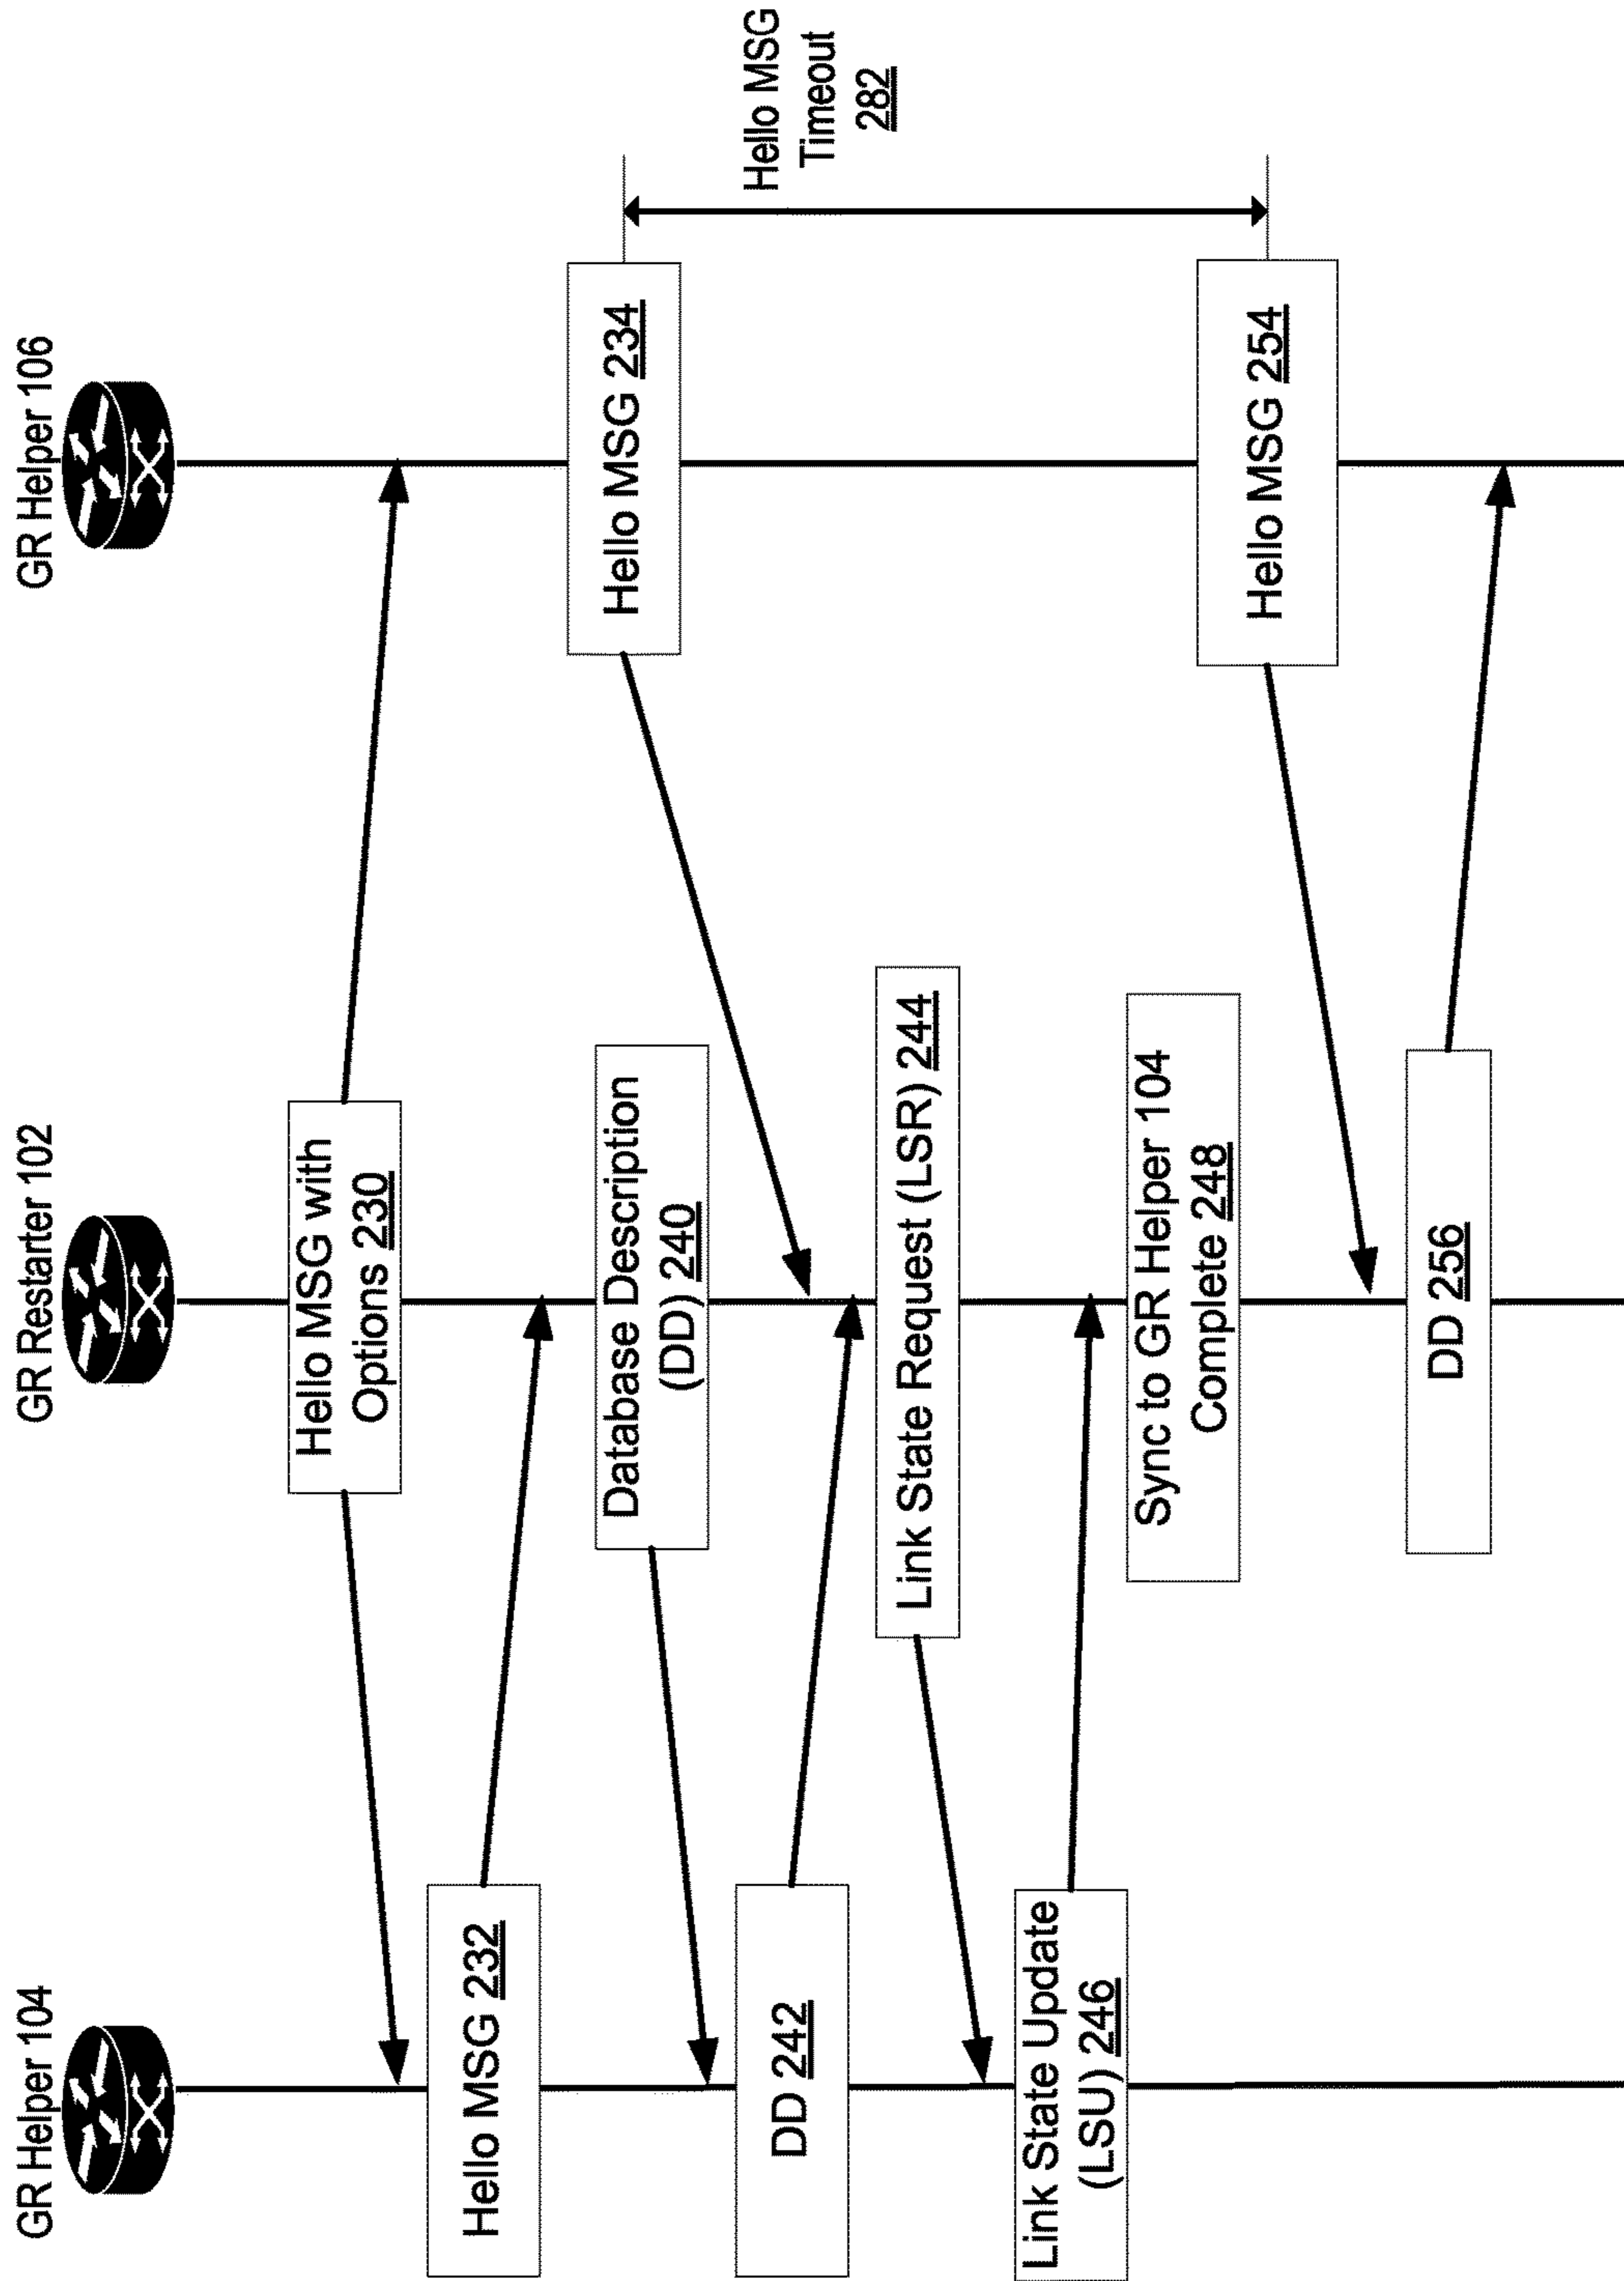 GR Helper 104
GR Restarter 102
GR Helper 106
Hello MSG with
Options 230
Hello MSG 232
Hello MSG 234
Database Description
(DD) 240
DD 242
Link State Request (LSR) 244
Link State Update
(LSU) 246
Sync to GR Helper 104
Complete 248
Hello MSG 254
DD 256
Hello MSG
Timeout
282